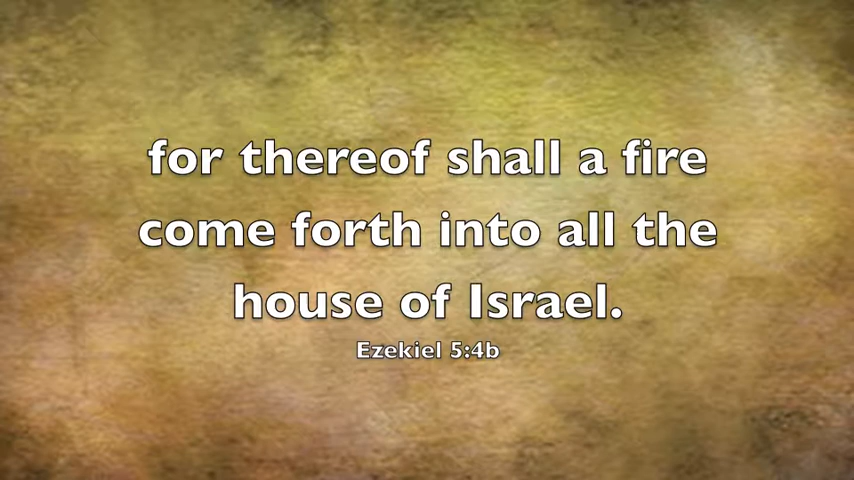 for thereof shall a fire
come forth into all the
house of Israel.
Ezekiel 5:4b